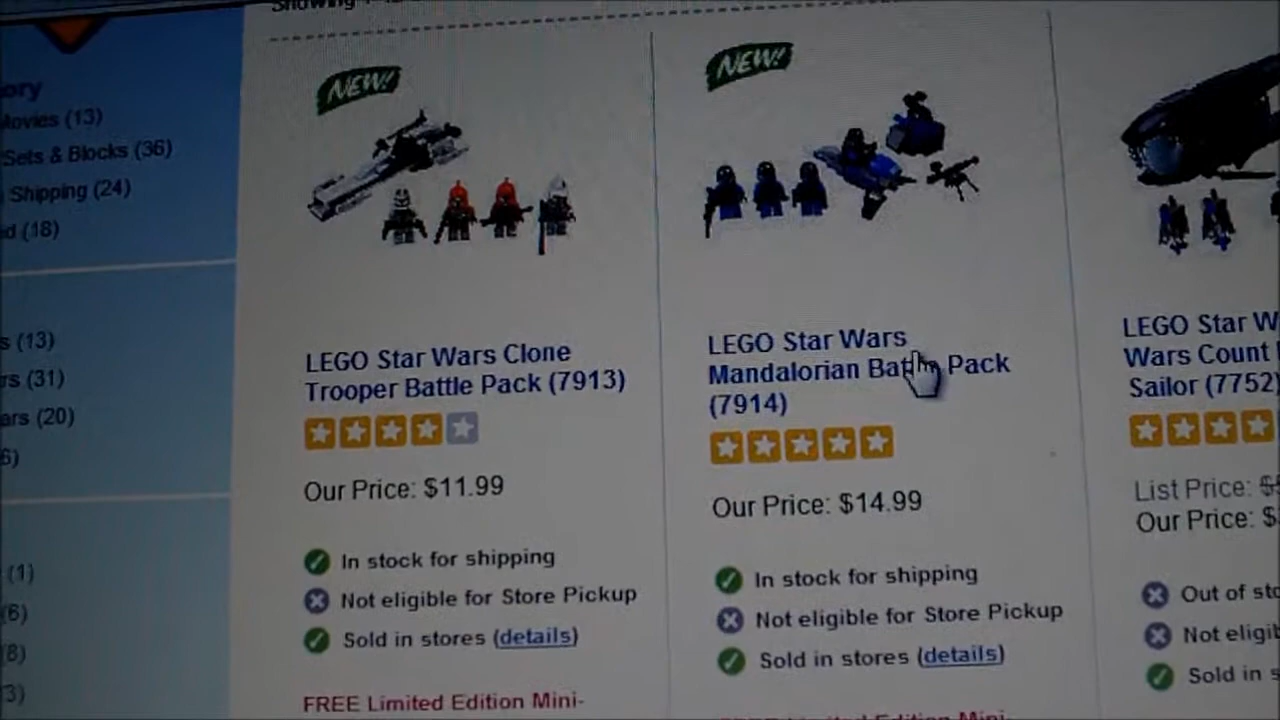 Movies (13)
Sets & Blocks (36)
Shipping (24)
(18)
(13)
(31)
(20)
(1)
(6)
(8)
NEW!
LEGO Star Wars Clone
Trooper Battle Pack (7913)
Our Price: $11.99
In stock for shipping
Not eligible for Store Pickup
Sold in stores (details)
FREE Limited Edition Mini-
NEW!
LEGO Star Wars
Mandalorian Battle Pack
(7914)
Our Price: $14.99
In stock for shipping
Not eligible for Store Pickup
Sold in stores (details)
LEGO Star W
Wars Count
Sailor (7752)
List Price: $
Our Price: $
Out of sto
Not eligib
Sold in s